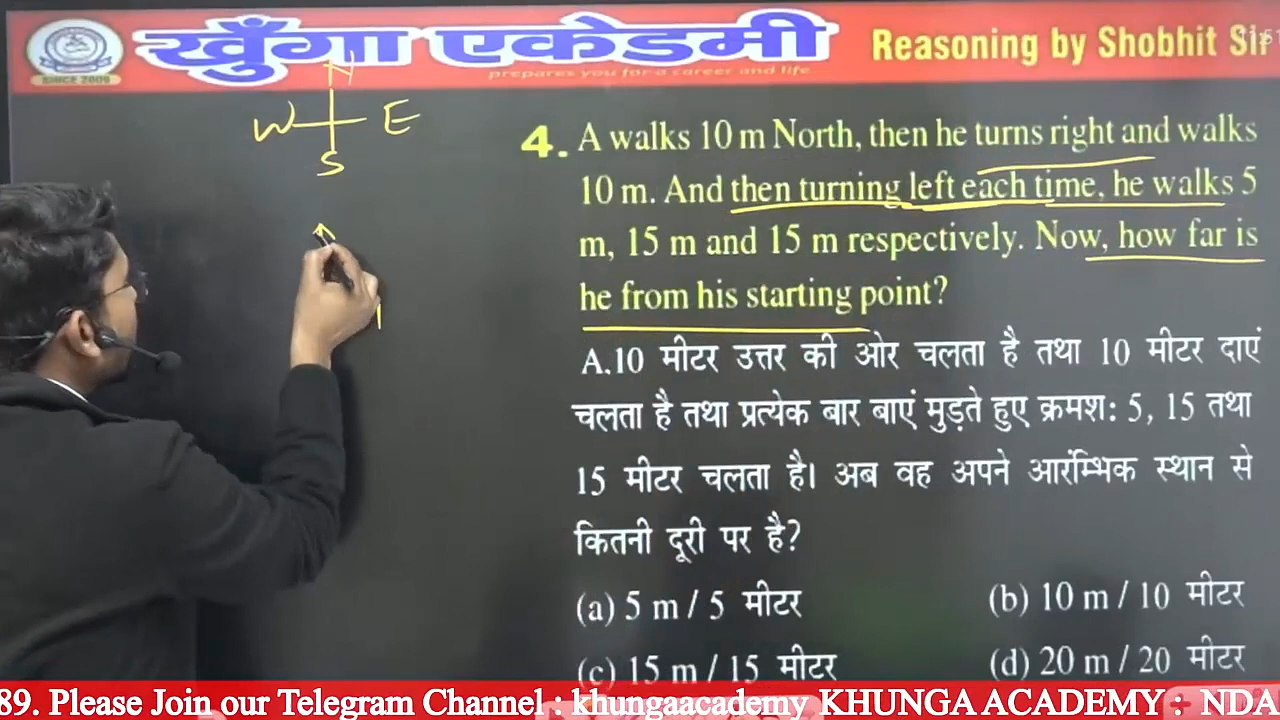 खुँगा एकेडमी
Reasoning by Shobhit Sir
SINCE 2009
prepares you for a career and life
N
W E
S
4. A walks 10 m North, then he turns right and walks
10 m. And then turning left each time, he walks 5
m, 15 m and 15 m respectively. Now, how far is
he from his starting point?
A.10 मीटर उत्तर की ओर चलता है तथा 10 मीटर दाएं
चलता है तथा प्रत्येक बार बाएं मुड़ते हुए क्रमश: 5, 15 तथा
15 मीटर चलता है। अब वह अपने आरंम्भिक स्थान से
कितनी दूरी पर है?
(a) 5 m / 5 मीटर (b) 10 m / 10 मीटर
(c) 15 m / 15 मीटर (d) 20 m / 20 मीटर
89. Please Join our Telegram Channel : khungaacademy KHUNGA ACADEMY : NDA